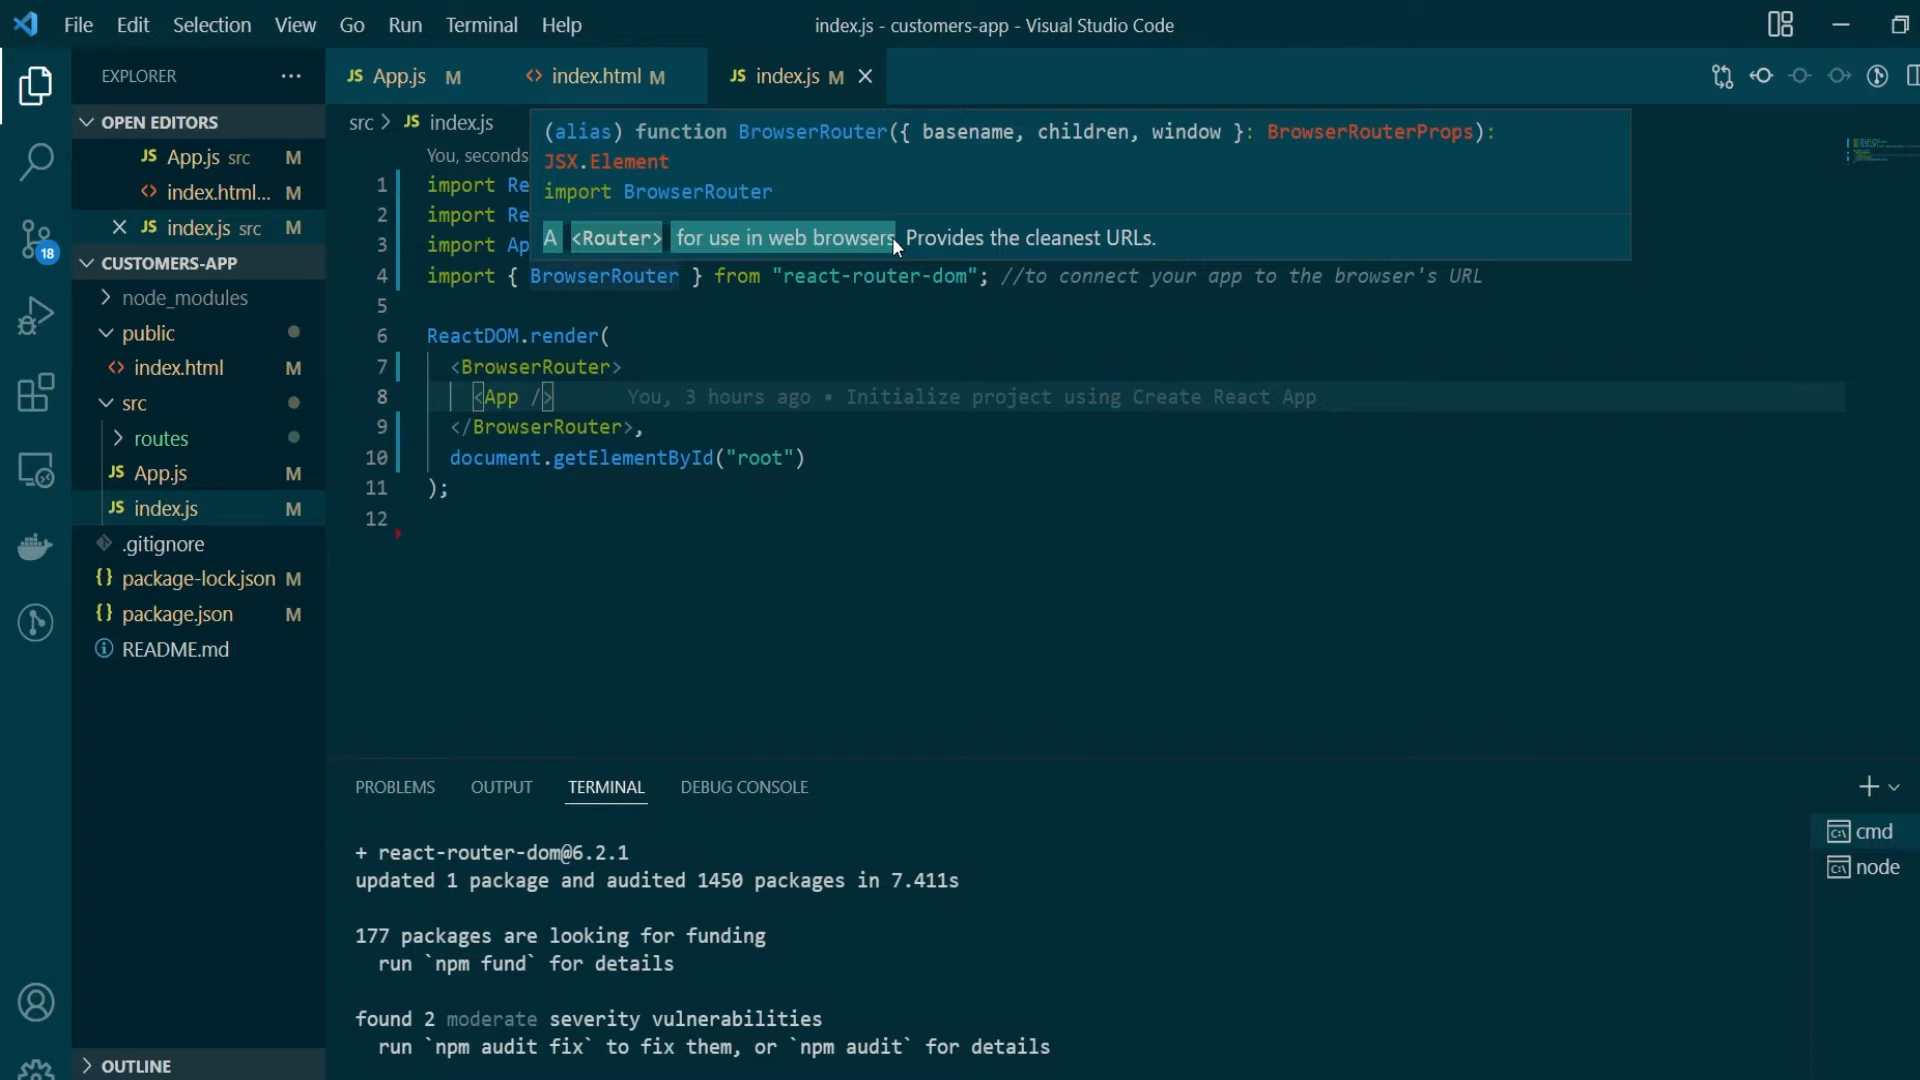 File Edit Selection View Go Run Terminal Help
index.js - customers-app - Visual Studio Code
EXPLORER ...
JS App.js M
<> index.html M
JS index.js M
OPEN EDITORS
JS App.js src M
<> index.html... M
JS index.js src M
18
CUSTOMERS-APP
node_modules
public
<> index.html M
src
routes
JS App.js M
JS index.js M
.gitignore
{} package-lock.json M
{} package.json M
README.md
OUTLINE
src > JS index.js
(alias) function BrowserRouter({ basename, children, window }: BrowserRouterProps):
JSX.Element
import BrowserRouter
A <Router> for use in web browsers. Provides the cleanest URLs.
You, seconds
1 import Re
2 import Re
3 import Ap
4 import { BrowserRouter } from "react-router-dom"; //to connect your app to the browser's URL
5
6 ReactDOM.render(
7 <BrowserRouter>
8 <App /> You, 3 hours ago • Initialize project using Create React App
9 </BrowserRouter>,
10 document.getElementById("root")
11 );
12
PROBLEMS OUTPUT TERMINAL DEBUG CONSOLE
+ react-router-dom@6.2.1
updated 1 package and audited 1450 packages in 7.411s
177 packages are looking for funding
run `npm fund` for details
found 2 moderate severity vulnerabilities
run `npm audit fix` to fix them, or `npm audit` for details
cmd
node